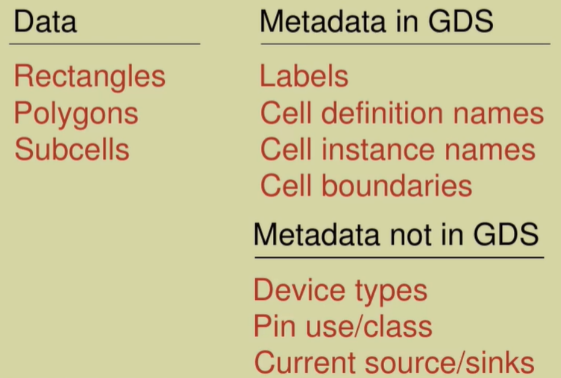 Data
Rectangles
Polygons
Subcells
Metadata in GDS
Labels
Cell definition names
Cell instance names
Cell boundaries
Metadata not in GDS
Device types
Pin use/class
Current source/sinks